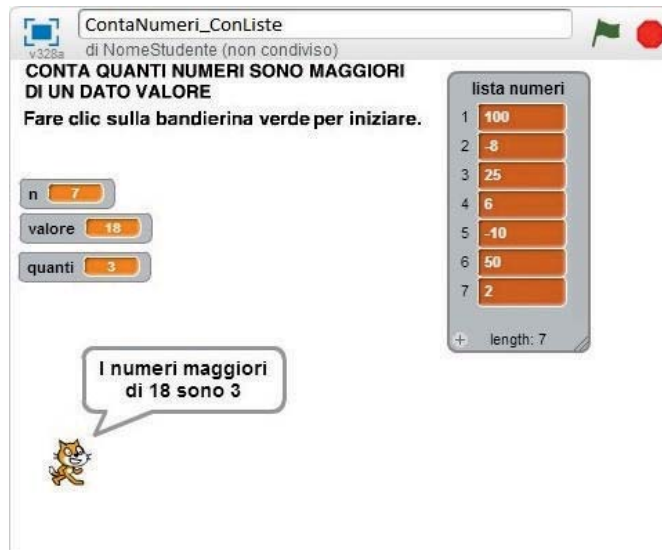 ContaNumeri_ConListe
v328a
di NomeStudente (non condiviso)
CONTA QUANTI NUMERI SONO MAGGIORI
DI UN DATO VALORE
Fare clic sulla bandierina verde per iniziare.
n 7
valore 18
quanti 3
lista numeri
1 100
2 -8
3 25
4 6
5 -10
6 50
7 2
+ length: 7
I numeri maggiori
di 18 sono 3